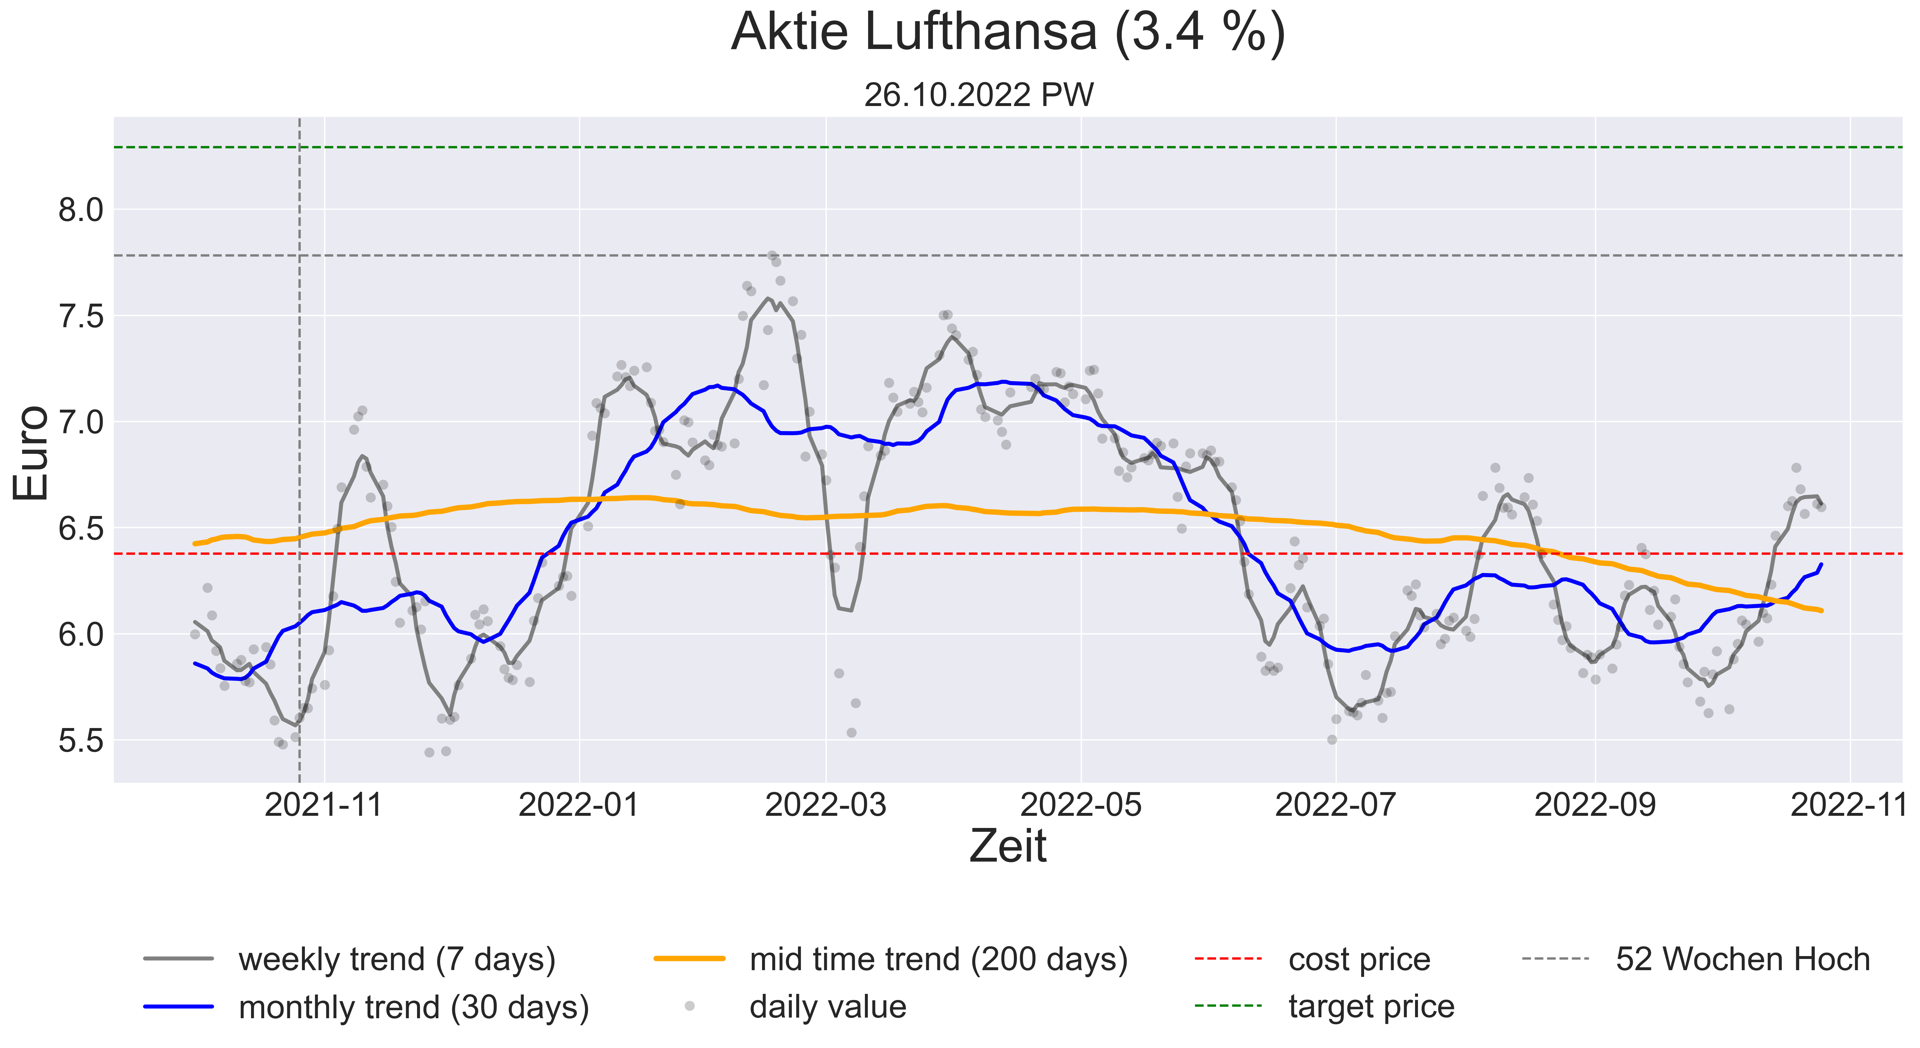 Aktie Lufthansa (3.4 %)
26.10.2022 PW
Euro
8.0
7.5
7.0
6.5
6.0
5.5
2021-11 2022-01 2022-03 2022-05 2022-07 2022-09 2022-11
Zeit
weekly trend (7 days) mid time trend (200 days) cost price 52 Wochen Hoch
monthly trend (30 days) daily value target price